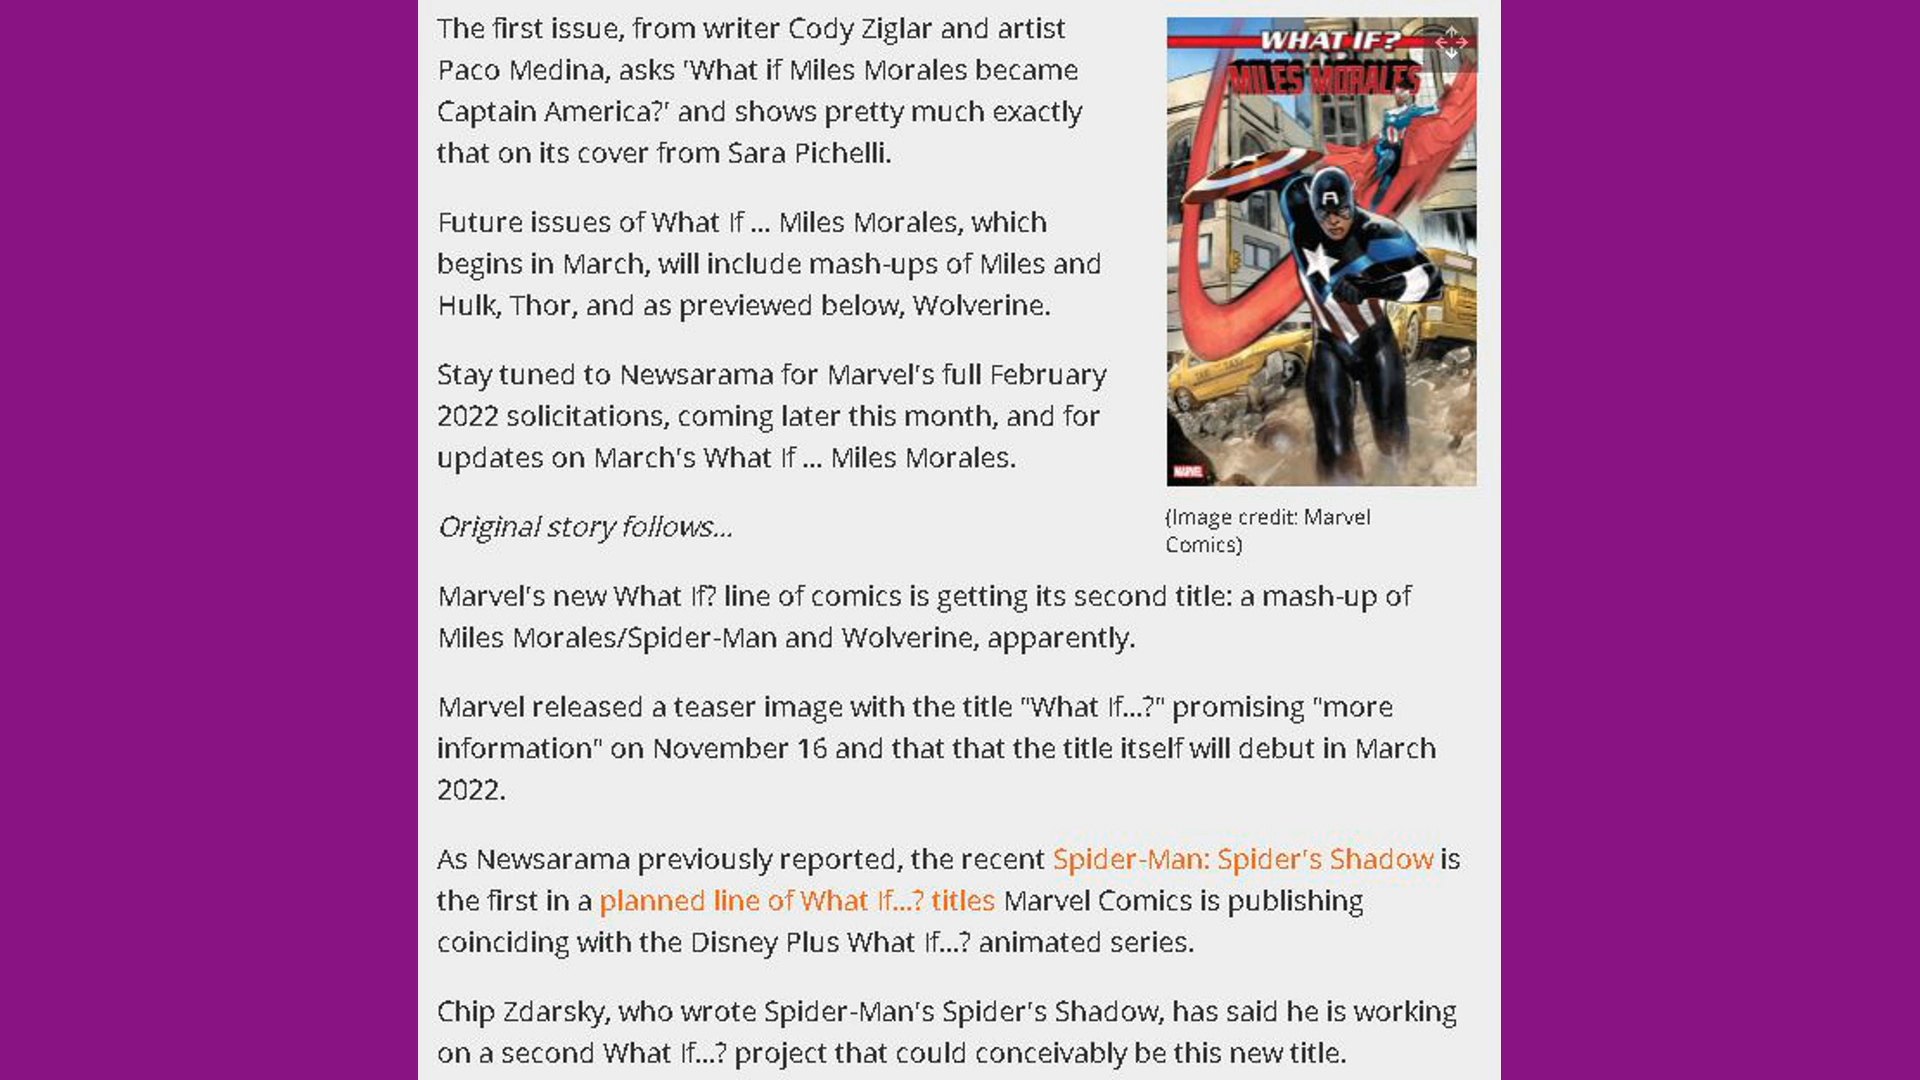 The first issue, from writer Cody Ziglar and artist
Paco Medina, asks 'What if Miles Morales became
Captain America?' and shows pretty much exactly
that on its cover from Sara Pichelli.
Future issues of What If ... Miles Morales, which
begins in March, will include mash-ups of Miles and
Hulk, Thor, and as previewed below, Wolverine.
Stay tuned to Newsarama for Marvel's full February
2022 solicitations, coming later this month, and for
updates on March's What If ... Miles Morales.
Original story follows...
WHAT IF?
MILES MORALES
A
MARVEL
(Image credit: Marvel
Comics)
Marvel's new What If? line of comics is getting its second title: a mash-up of
Miles Morales/Spider-Man and Wolverine, apparently.
Marvel released a teaser image with the title "What If...?" promising "more
information" on November 16 and that that the title itself will debut in March
2022.
As Newsarama previously reported, the recent Spider-Man: Spider's Shadow is
the first in a planned line of What If...? titles Marvel Comics is publishing
coinciding with the Disney Plus What If...? animated series.
Chip Zdarsky, who wrote Spider-Man's Spider's Shadow, has said he is working
on a second What If...? project that could conceivably be this new title.